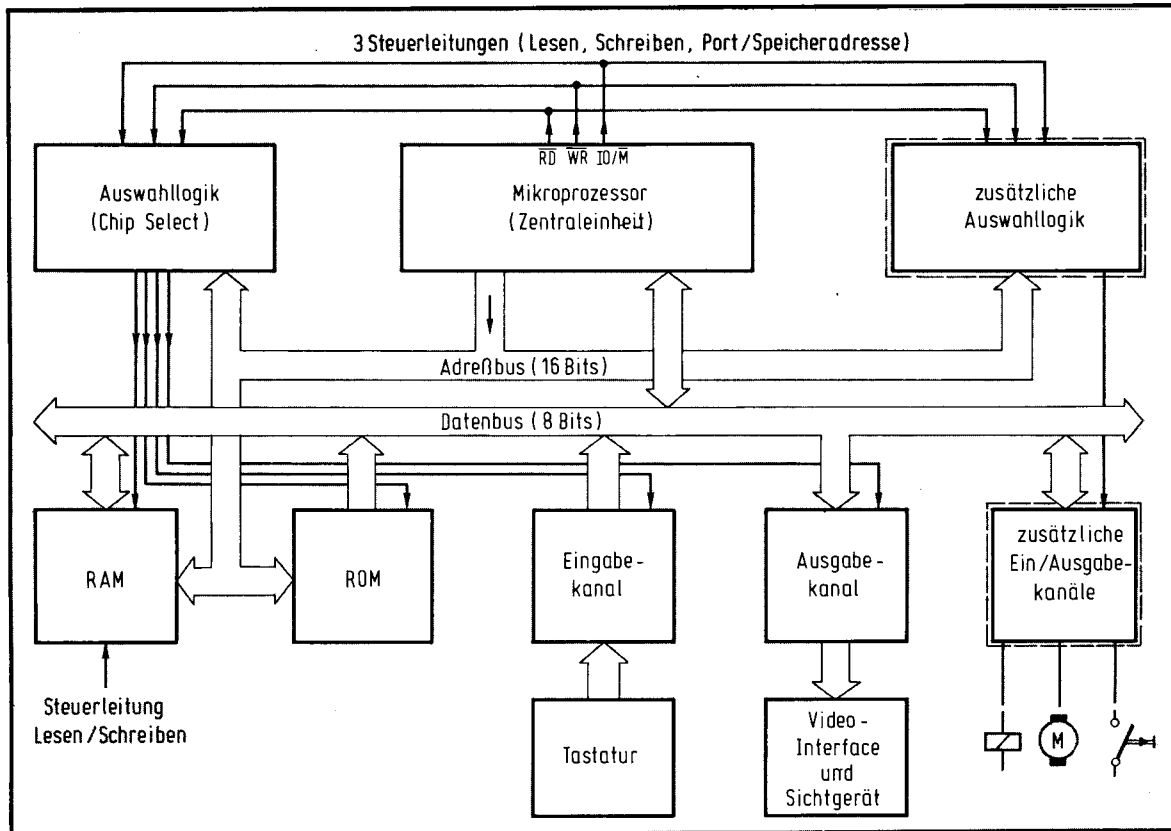 3 Steuerleitungen (Lesen, Schreiben, Port/Speicheradresse)
R̅D̅ W̅R̅ IO/M̅
Auswahllogik
(Chip Select)
Mikroprozessor
(Zentraleinheit)
zusätzliche
Auswahllogik
Adreßbus (16 Bits)
Datenbus (8 Bits)
RAM
ROM
Eingabe-
kanal
Ausgabe-
kanal
zusätzliche
Ein/Ausgabe-
kanäle
Steuerleitung
Lesen/Schreiben
Tastatur
Video-
Interface
und
Sichtgerät
M